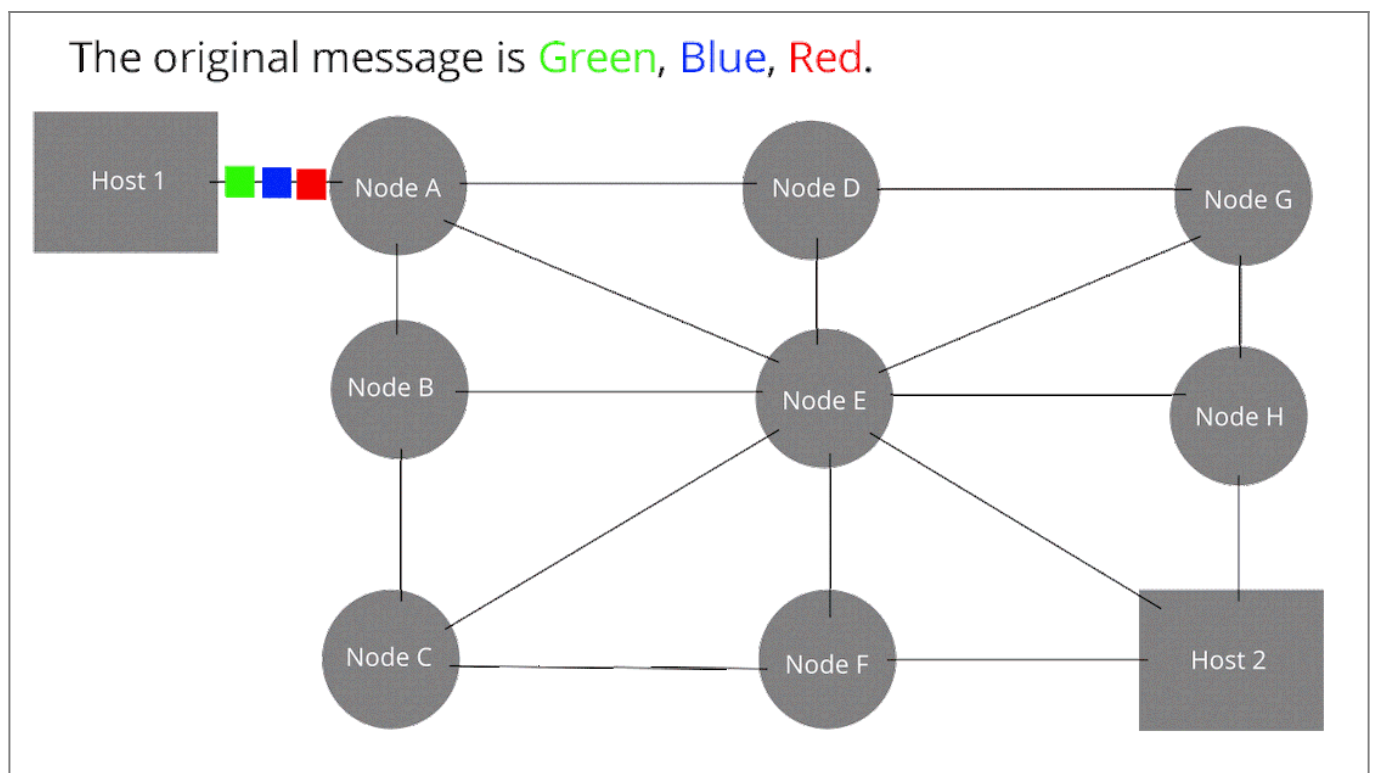 The original message is Green, Blue, Red.
Host 1
Node A
Node D
Node G
Node B
Node E
Node H
Node C
Node F
Host 2